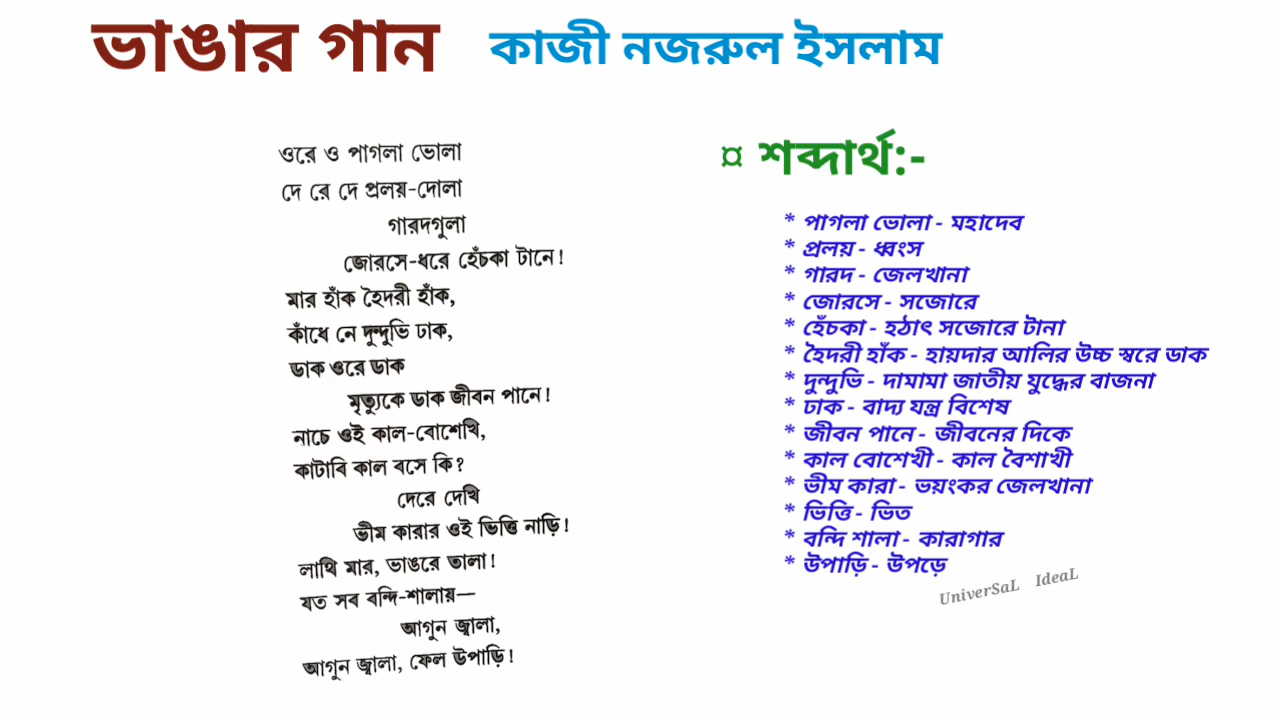 ভাঙার গান কাজী নজরুল ইসলাম
ওরে ও পাগলা ভোলা
দে রে দে প্রলয়-দোলা
গারদগুলা
জোরসে-ধরে হেঁচকা টানে!
মার হাঁক হৈদরী হাঁক,
কাঁধে নে দুন্দুভি ঢাক,
ডাক ওরে ডাক
মৃত্যুকে ডাক জীবন পানে!
নাচে ওই কাল-বোশেখি,
কাটাবি কাল বসে কি?
দেরে দেখি
ভীম কারার ওই ভিত্তি নাড়ি!
লাথি মার, ভাঙরে তালা!
যত সব বন্দি-শালায়—
আগুন জ্বালা,
আগুন জ্বালা, ফেল উপাড়ি!
¤ শব্দার্থ:-
* পাগলা ভোলা - মহাদেব
* প্রলয় - ধ্বংস
* গারদ - জেলখানা
* জোরসে - সজোরে
* হেঁচকা - হঠাৎ সজোরে টানা
* হৈদরী হাঁক - হায়দার আলির উচ্চ স্বরে ডাক
* দুন্দুভি - দামামা জাতীয় যুদ্ধের বাজনা
* ঢাক - বাদ্য যন্ত্র বিশেষ
* জীবন পানে - জীবনের দিকে
* কাল বোশেখী - কাল বৈশাখী
* ভীম কারা - ভয়ংকর জেলখানা
* ভিত্তি - ভিত
* বন্দি শালা - কারাগার
* উপাড়ি - উপড়ে
UniverSaL IdeaL